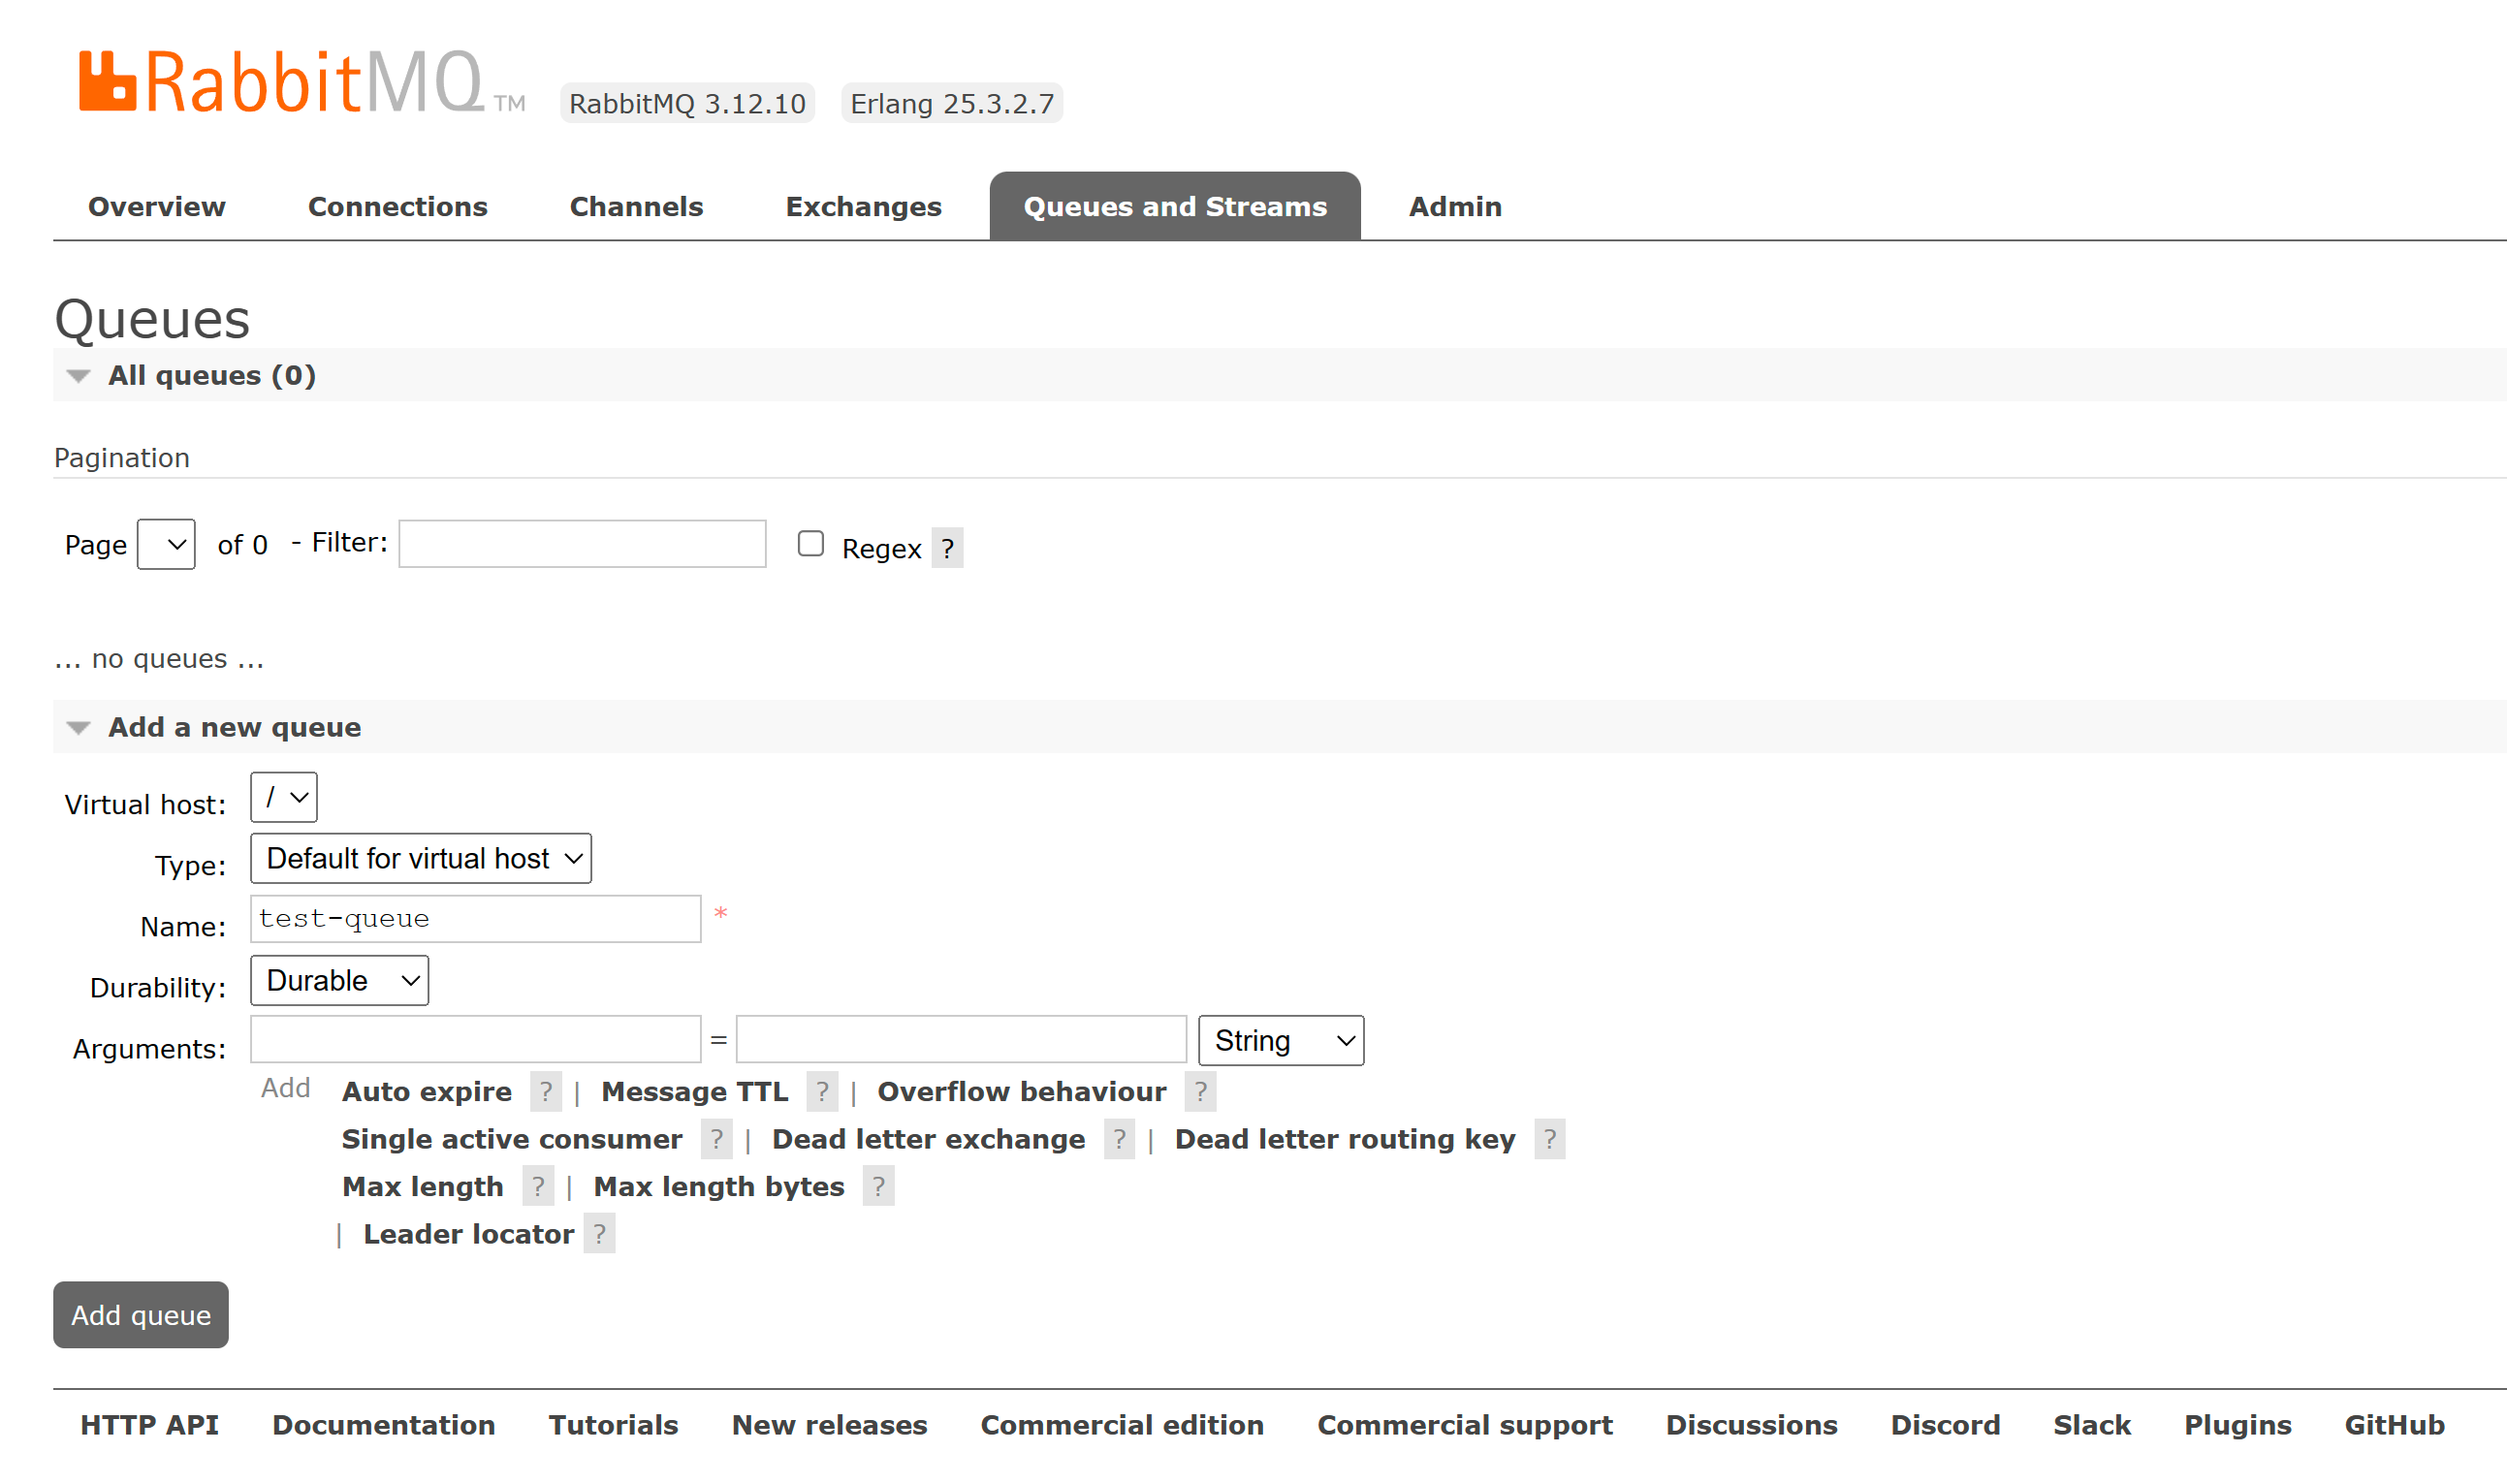 RabbitMQ TM RabbitMQ 3.12.10 Erlang 25.3.2.7
Overview Connections Channels Exchanges Queues and Streams Admin
Queues
All queues (0)
Pagination
Page of 0 - Filter: Regex ?
... no queues ...
Add a new queue
Virtual host: /
Type: Default for virtual host
Name: test-queue *
Durability: Durable
Arguments: = String
Add Auto expire ? | Message TTL ? | Overflow behaviour ?
Single active consumer ? | Dead letter exchange ? | Dead letter routing key ?
Max length ? | Max length bytes ?
| Leader locator ?
Add queue
HTTP API Documentation Tutorials New releases Commercial edition Commercial support Discussions Discord Slack Plugins GitHub